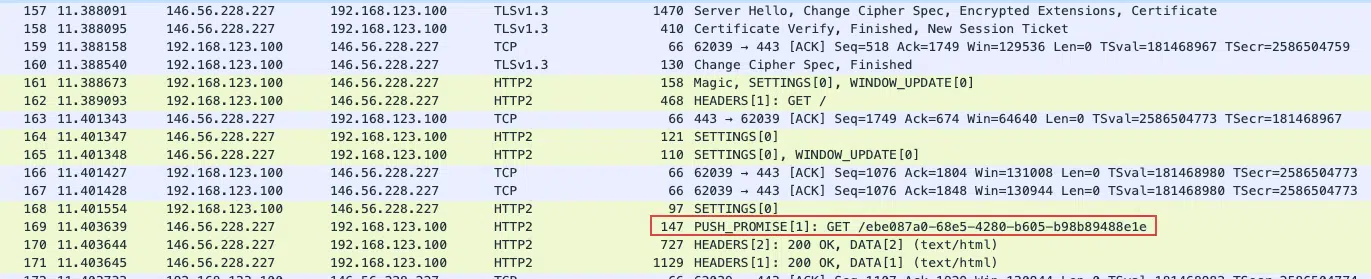 157 11.388091 146.56.228.227 192.168.123.100 TLSv1.3 1470 Server Hello, Change Cipher Spec, Encrypted Extensions, Certificate
158 11.388095 146.56.228.227 192.168.123.100 TLSv1.3 410 Certificate Verify, Finished, New Session Ticket
159 11.388158 192.168.123.100 146.56.228.227 TCP 66 62039 → 443 [ACK] Seq=518 Ack=1749 Win=129536 Len=0 TSval=181468967 TSecr=2586504759
160 11.388540 192.168.123.100 146.56.228.227 TLSv1.3 130 Change Cipher Spec, Finished
161 11.388673 192.168.123.100 146.56.228.227 HTTP2 158 Magic, SETTINGS[0], WINDOW_UPDATE[0]
162 11.389093 192.168.123.100 146.56.228.227 HTTP2 468 HEADERS[1]: GET /
163 11.401343 146.56.228.227 192.168.123.100 TCP 66 443 → 62039 [ACK] Seq=1749 Ack=674 Win=64640 Len=0 TSval=2586504773 TSecr=181468967
164 11.401347 146.56.228.227 192.168.123.100 HTTP2 121 SETTINGS[0]
165 11.401348 146.56.228.227 192.168.123.100 HTTP2 110 SETTINGS[0], WINDOW_UPDATE[0]
166 11.401427 192.168.123.100 146.56.228.227 TCP 66 62039 → 443 [ACK] Seq=1076 Ack=1804 Win=131008 Len=0 TSval=181468980 TSecr=2586504773
167 11.401428 192.168.123.100 146.56.228.227 TCP 66 62039 → 443 [ACK] Seq=1076 Ack=1848 Win=130944 Len=0 TSval=181468980 TSecr=2586504773
168 11.401554 192.168.123.100 146.56.228.227 HTTP2 97 SETTINGS[0]
169 11.403639 146.56.228.227 192.168.123.100 HTTP2 147 PUSH_PROMISE[1]: GET /ebe087a0-68e5-4280-b605-b98b89488e1e
170 11.403644 146.56.228.227 192.168.123.100 HTTP2 727 HEADERS[2]: 200 OK, DATA[2] (text/html)
171 11.403645 146.56.228.227 192.168.123.100 HTTP2 1129 HEADERS[1]: 200 OK, DATA[1] (text/html)